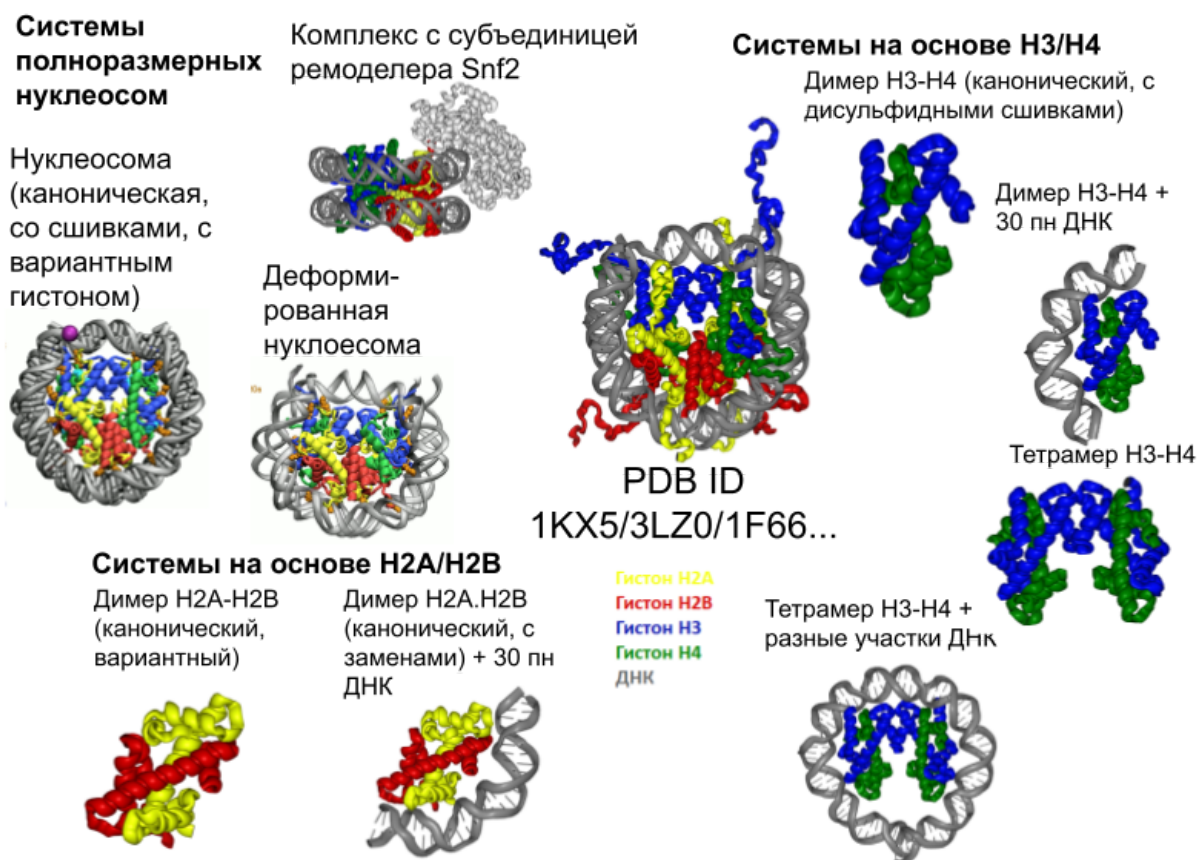 Системы
полноразмерных
нуклеосом
Комплекс с субъединицей
ремоделера Snf2
Системы на основе H3/H4
Димер H3-H4 (канонический, с
дисульфидными сшивками)
Нуклеосома
(каноническая,
со сшивками, с
вариантным
гистоном)
Димер H3-H4 +
30 пн ДНК
Деформи-
рованная
нуклоесома
Тетрамер H3-H4
PDB ID
1KX5/3LZ0/1F66...
Системы на основе H2A/H2B
Димер H2A-H2B
(канонический,
вариантный)
Димер H2A.H2B
(канонический, с
заменами) + 30 пн
ДНК
Гистон H2A
Гистон H2B
Гистон H3
Гистон H4
ДНК
Тетрамер H3-H4 +
разные участки ДНК